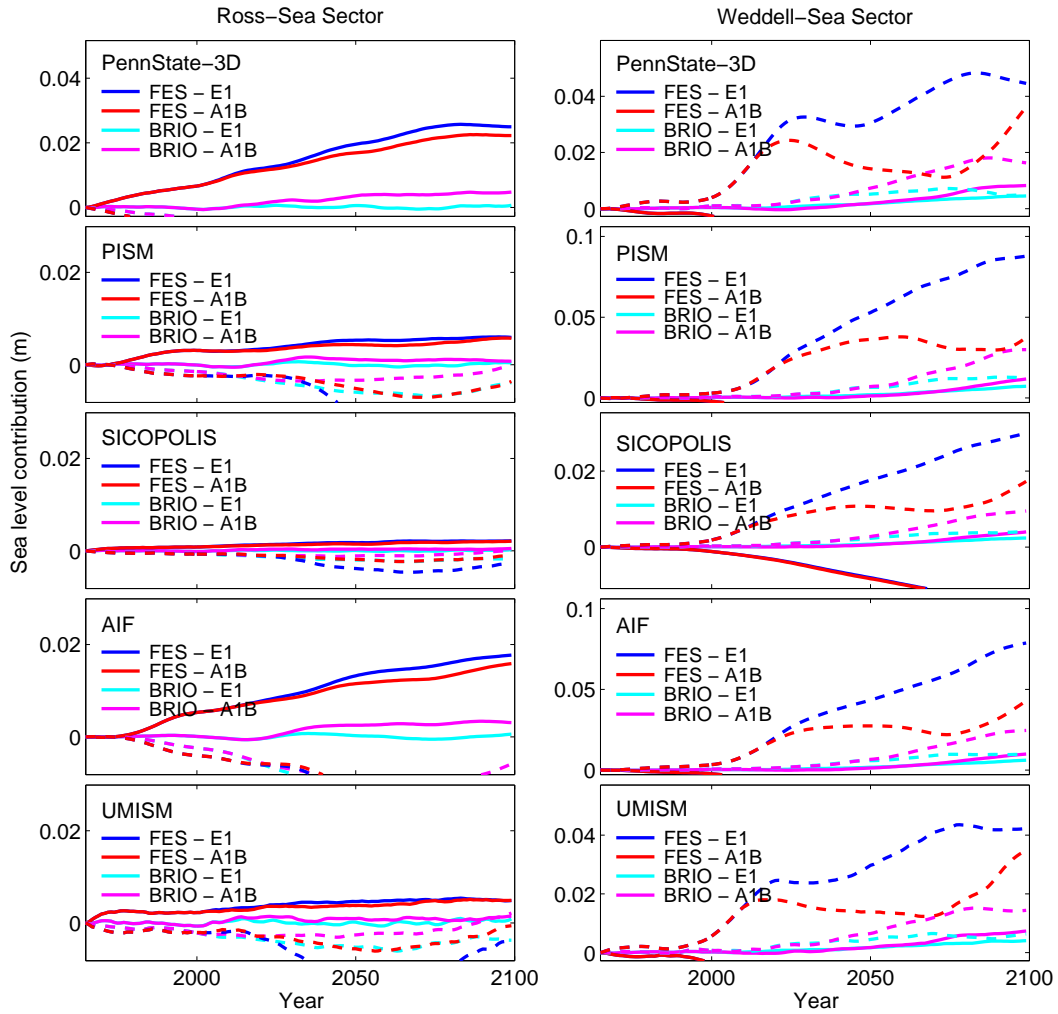 Ross−Sea Sector
Weddell−Sea Sector
Sea level contribution (m)
PennState−3D
FES − E1
FES − A1B
BRIO − E1
BRIO − A1B
0.04
0.02
0
PennState−3D
FES − E1
FES − A1B
BRIO − E1
BRIO − A1B
0.04
0.02
0
PISM
FES − E1
FES − A1B
BRIO − E1
BRIO − A1B
0.02
0
PISM
FES − E1
FES − A1B
BRIO − E1
BRIO − A1B
0.1
0.05
0
SICOPOLIS
FES − E1
FES − A1B
BRIO − E1
BRIO − A1B
0.02
0
SICOPOLIS
FES − E1
FES − A1B
BRIO − E1
BRIO − A1B
0.02
0
AIF
FES − E1
FES − A1B
BRIO − E1
BRIO − A1B
0.02
0
AIF
FES − E1
FES − A1B
BRIO − E1
BRIO − A1B
0.1
0.05
0
UMISM
FES − E1
FES − A1B
BRIO − E1
BRIO − A1B
0.02
0
2000 2050 2100
Year
UMISM
FES − E1
FES − A1B
BRIO − E1
BRIO − A1B
0.04
0.02
0
2000 2050 2100
Year